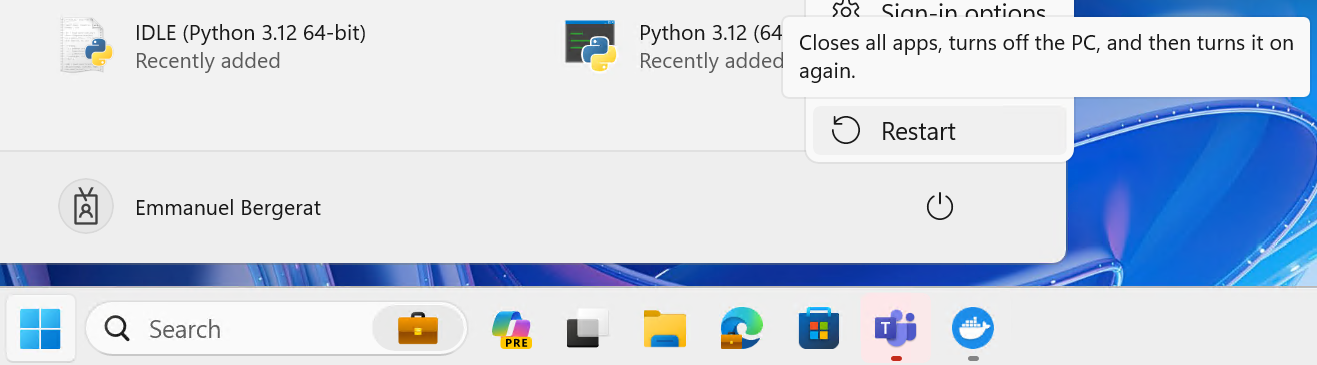 IDLE (Python 3.12 64-bit)
Recently added
Python 3.12 (64
Recently added
Sign-in options
Closes all apps, turns off the PC, and then turns it on
again.
Restart
Emmanuel Bergerat
Search
PRE
T